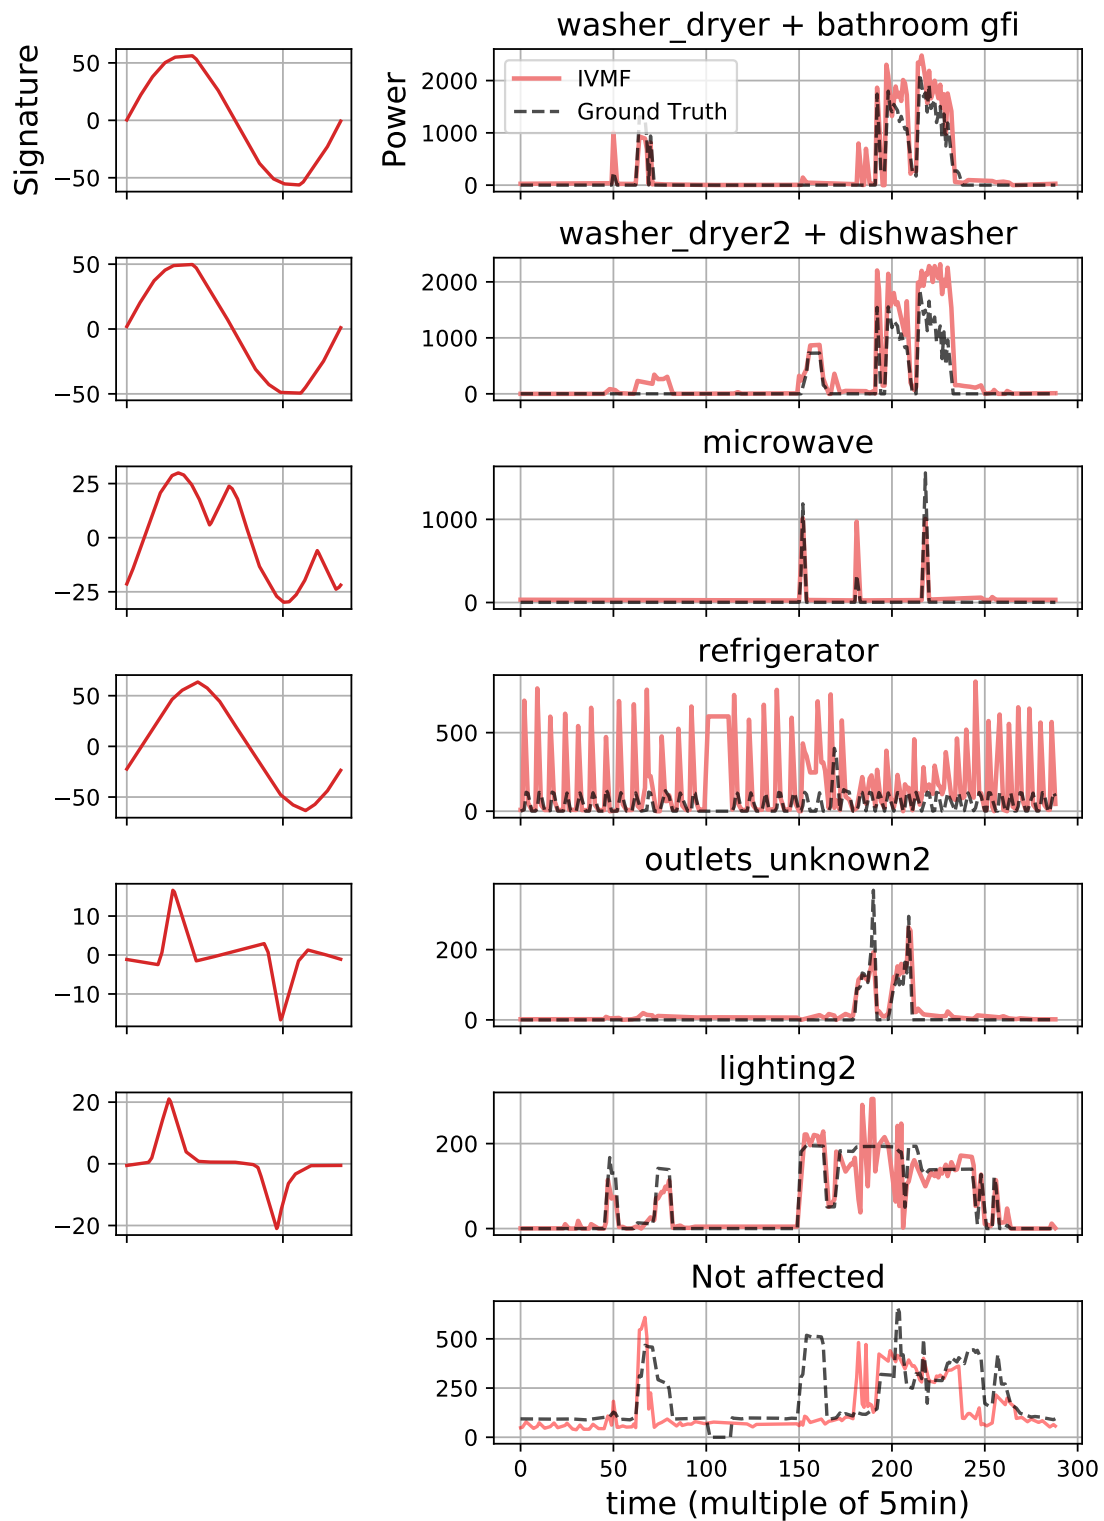 washer_dryer + bathroom gfi
Signature
50
0
−50
Power
2000
1000
0
IVMF
Ground Truth
washer_dryer2 + dishwasher
50
0
−50
2000
1000
0
microwave
25
0
−25
1000
0
refrigerator
50
0
−50
500
0
outlets_unknown2
10
0
−10
200
0
lighting2
20
0
−20
200
0
Not affected
500
250
0
0 50 100 150 200 250 300
time (multiple of 5min)